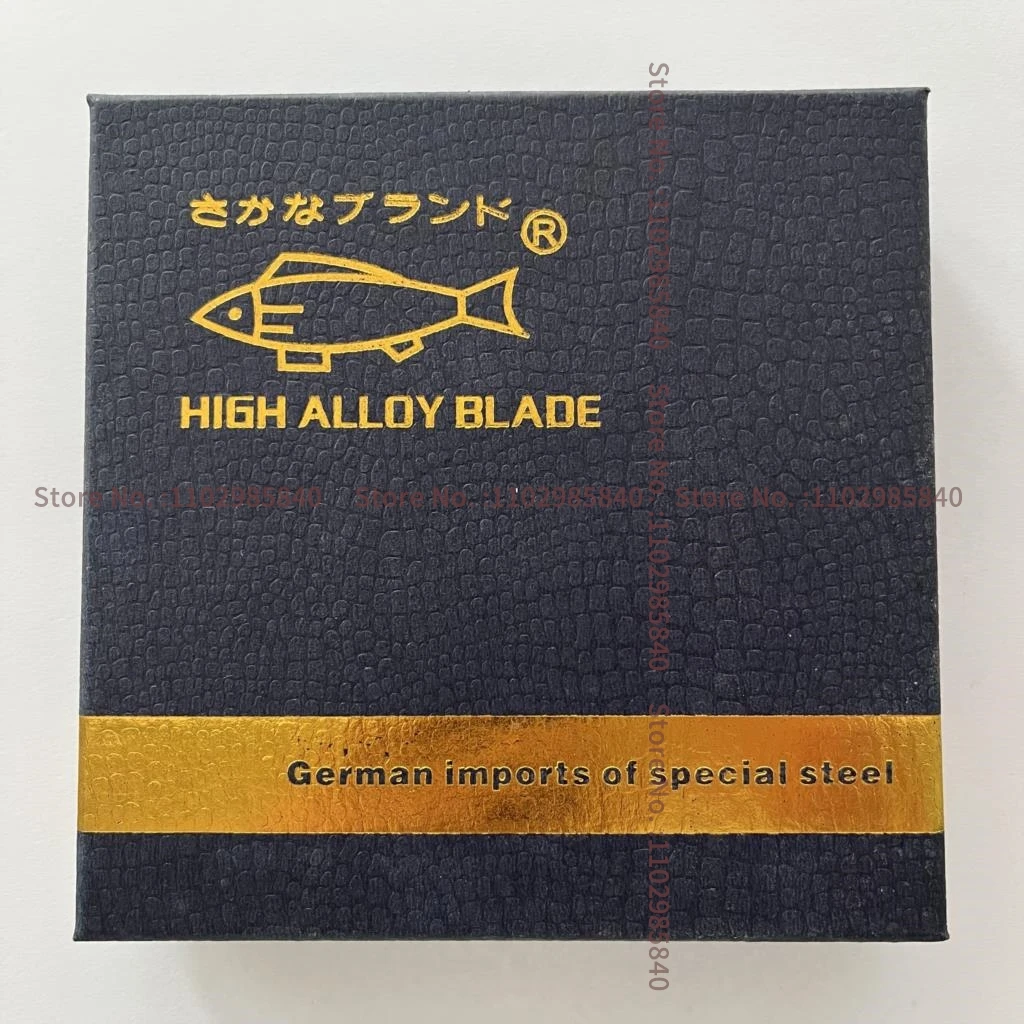 さかなブランド ®
HIGH ALLOY BLADE
Store No.: 1102985840 Store No.: 1102985840 Store No.: 1102985840
German imports of special steel
Store No.: 1102985840 Store No.: 1102985840 Store No.: 1102985840